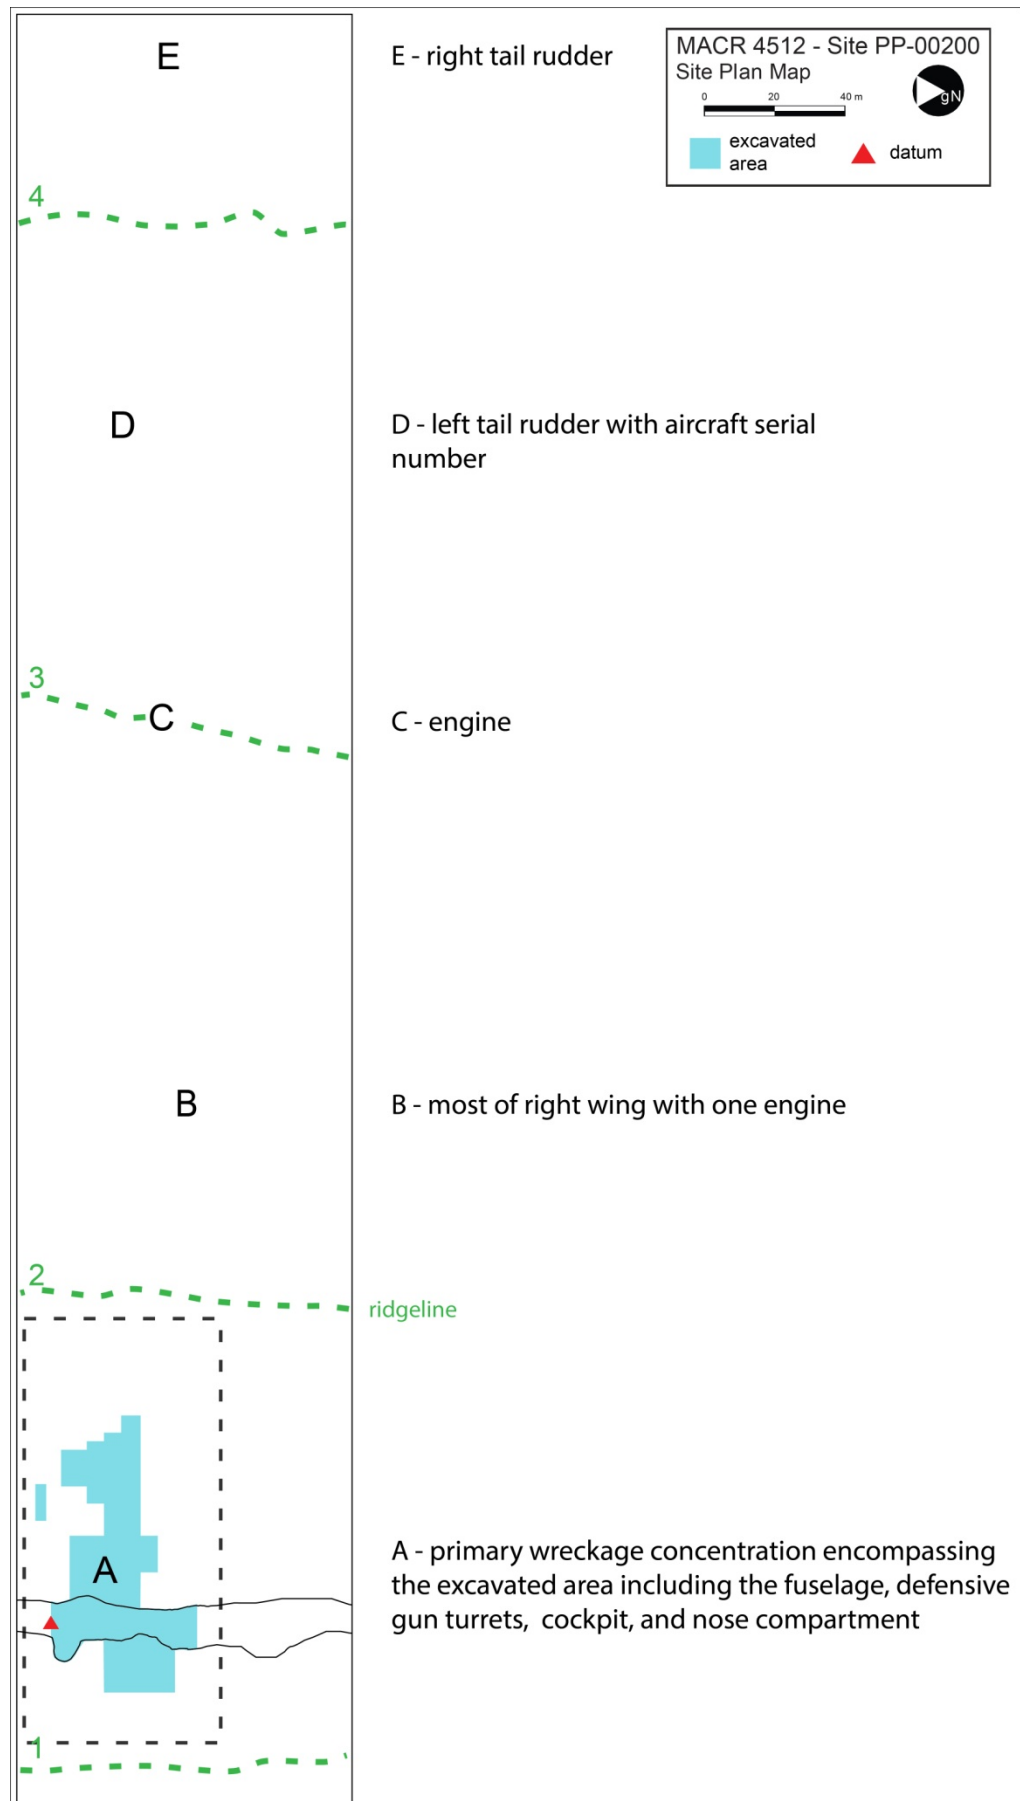 E
E - right tail rudder
MACR 4512 - Site PP-00200
Site Plan Map
0 20 40 m
gN
excavated
area
datum
4
D
D - left tail rudder with aircraft serial
number
3
C
C - engine
B
B - most of right wing with one engine
2
ridgeline
A
A - primary wreckage concentration encompassing
the excavated area including the fuselage, defensive
gun turrets, cockpit, and nose compartment
1